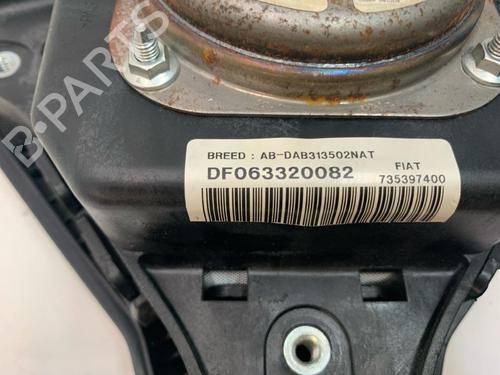 B-PARTS
BREED : AB-DAB313502NAT
DF063320082
FIAT
735397400